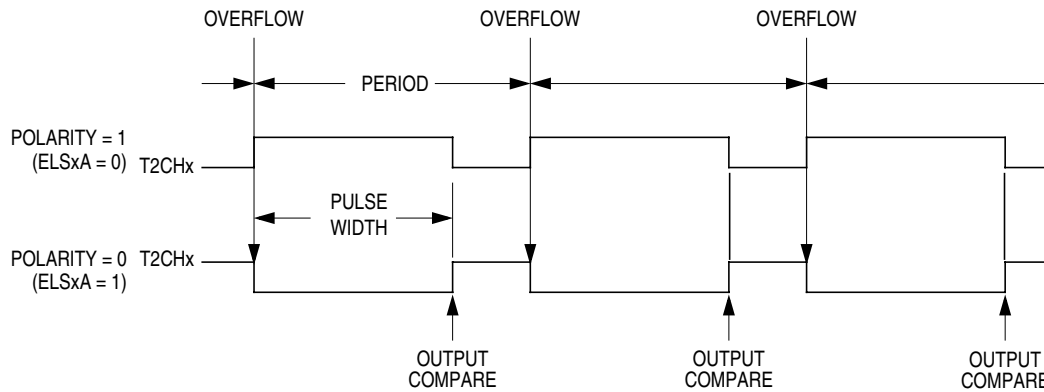 OVERFLOW
OVERFLOW
OVERFLOW
PERIOD
POLARITY = 1
(ELSxA = 0)
T2CHx
PULSE
WIDTH
POLARITY = 0
(ELSxA = 1)
T2CHx
OUTPUT
COMPARE
OUTPUT
COMPARE
OUTPUT
COMPARE